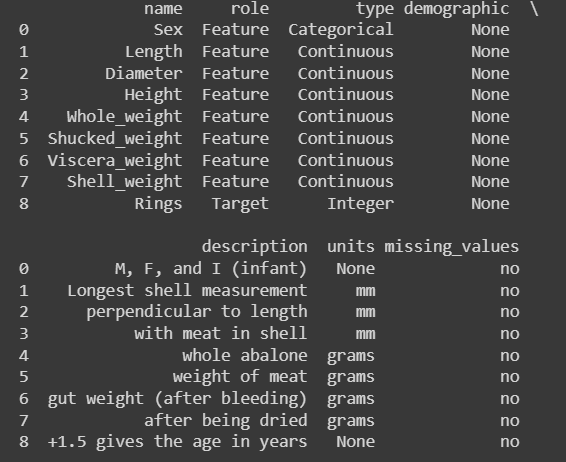 name role type demographic \
0 Sex Feature Categorical None
1 Length Feature Continuous None
2 Diameter Feature Continuous None
3 Height Feature Continuous None
4 Whole_weight Feature Continuous None
5 Shucked_weight Feature Continuous None
6 Viscera_weight Feature Continuous None
7 Shell_weight Feature Continuous None
8 Rings Target Integer None
description units missing_values
0 M, F, and I (infant) None no
1 Longest shell measurement mm no
2 perpendicular to length mm no
3 with meat in shell mm no
4 whole abalone grams no
5 weight of meat grams no
6 gut weight (after bleeding) grams no
7 after being dried grams no
8 +1.5 gives the age in years None no